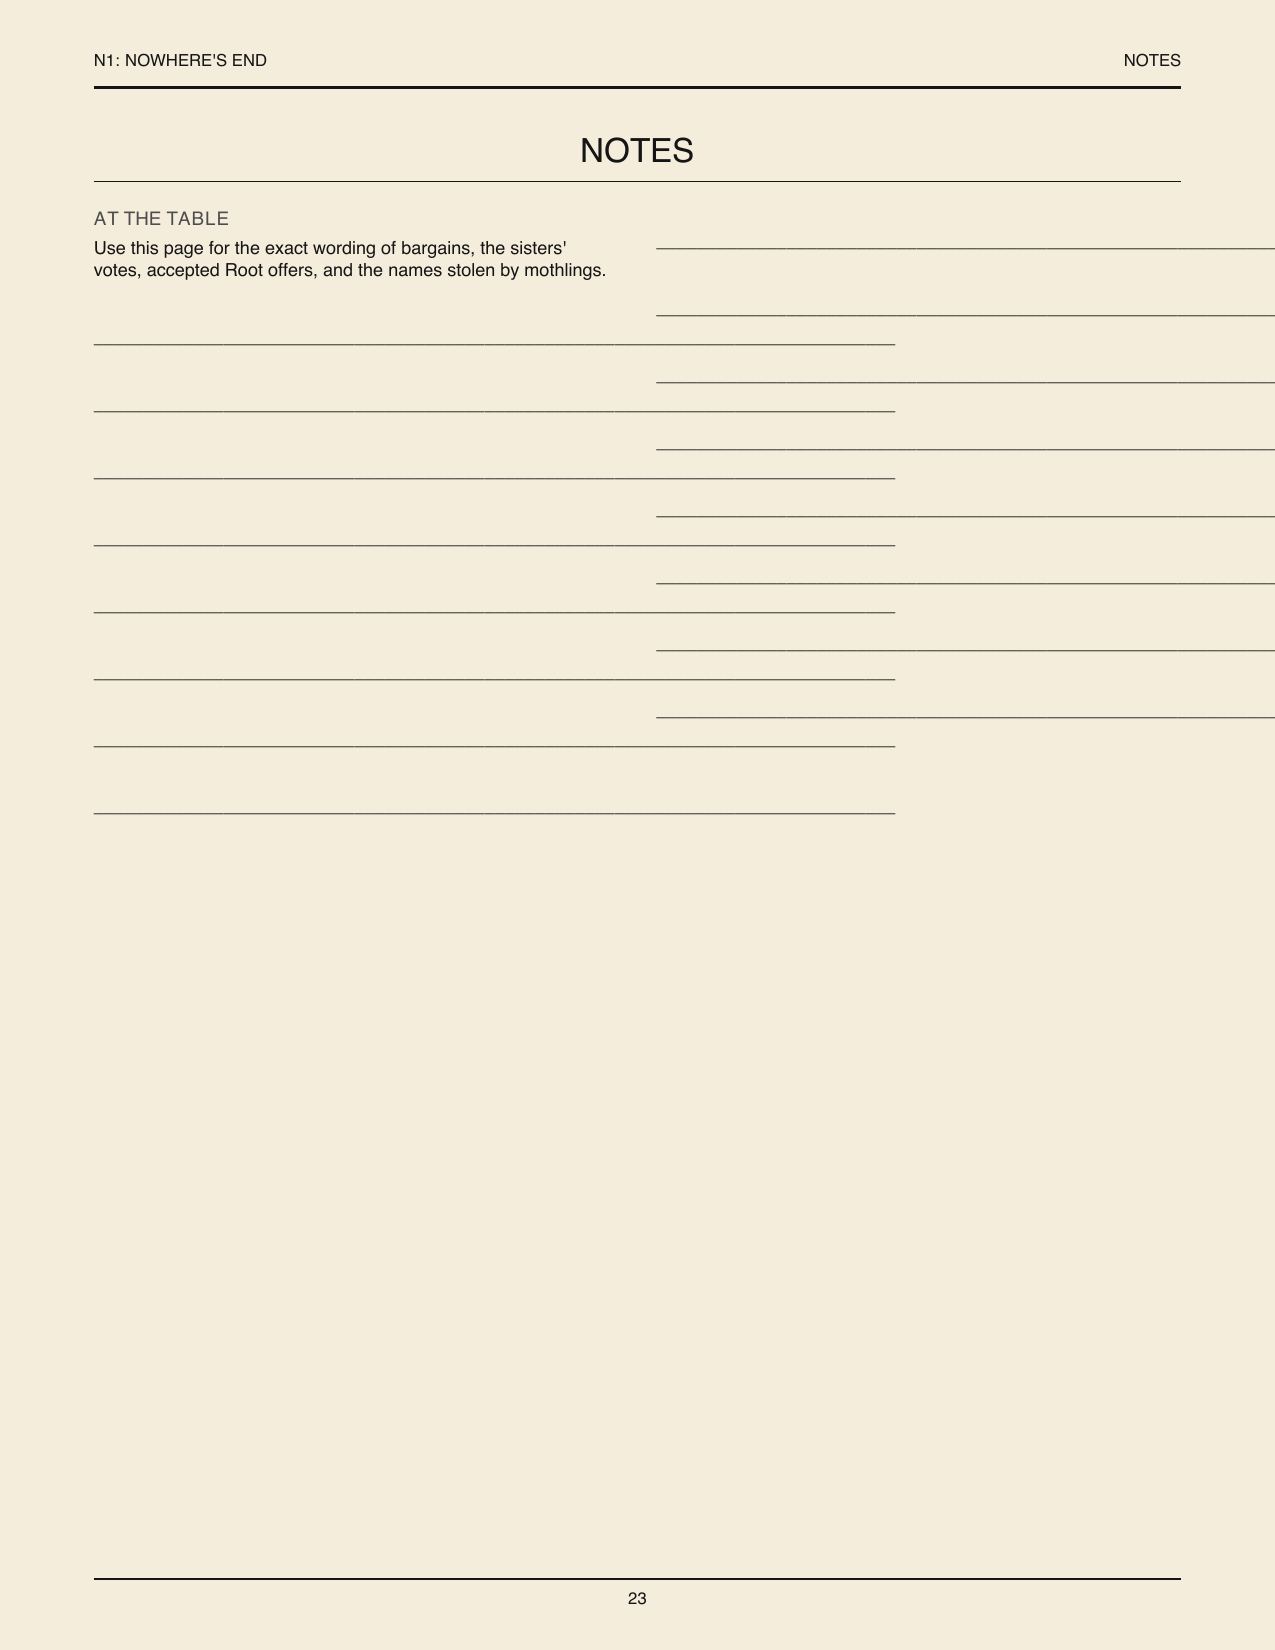 N1: NOWHERE'S END
NOTES
NOTES
AT THE TABLE
Use this page for the exact wording of bargains, the sisters'
votes, accepted Root offers, and the names stolen by mothlings.
23